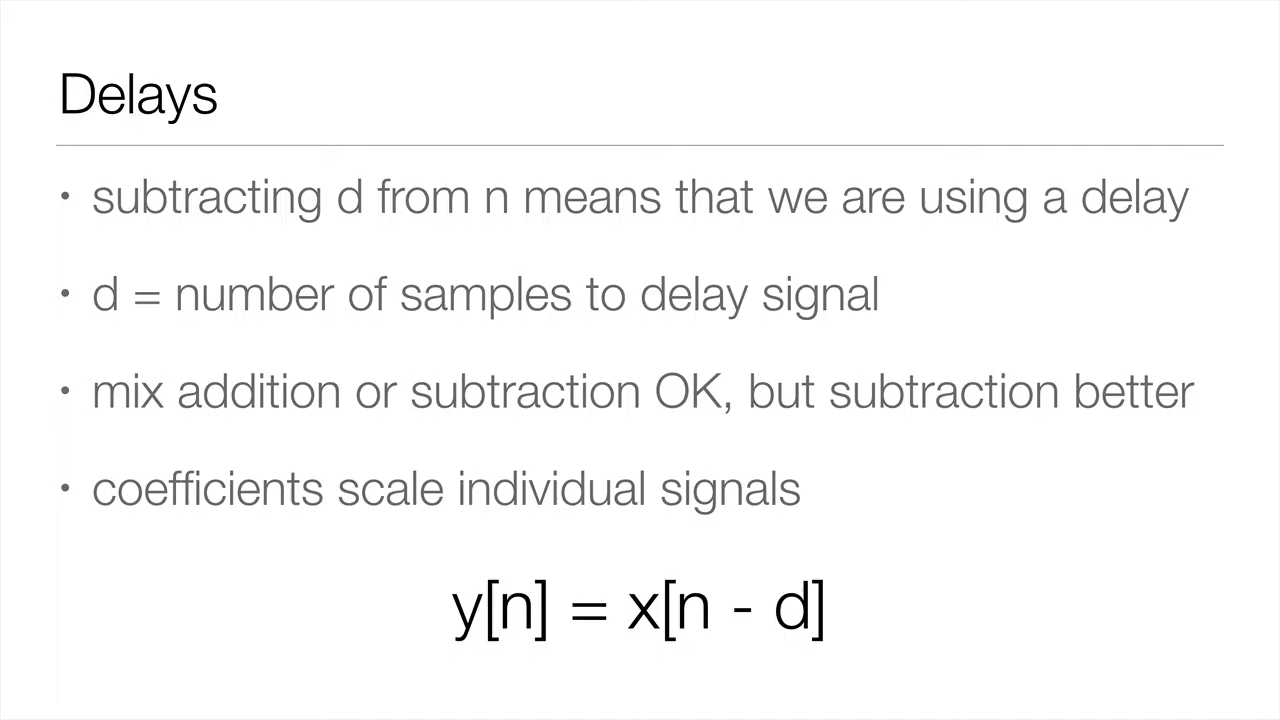 Delays
• subtracting d from n means that we are using a delay
• d = number of samples to delay signal
• mix addition or subtraction OK, but subtraction better
• coefficients scale individual signals
y[n] = x[n - d]